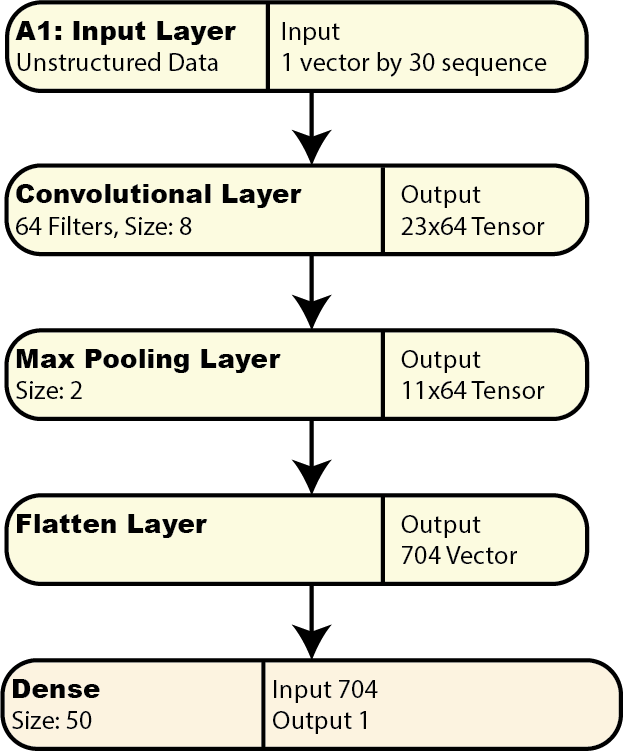 A1: Input Layer
Unstructured Data
Input
1 vector by 30 sequence
Convolutional Layer
64 Filters, Size: 8
Output
23x64 Tensor
Max Pooling Layer
Size: 2
Output
11x64 Tensor
Flatten Layer
Output
704 Vector
Dense
Size: 50
Input 704
Output 1